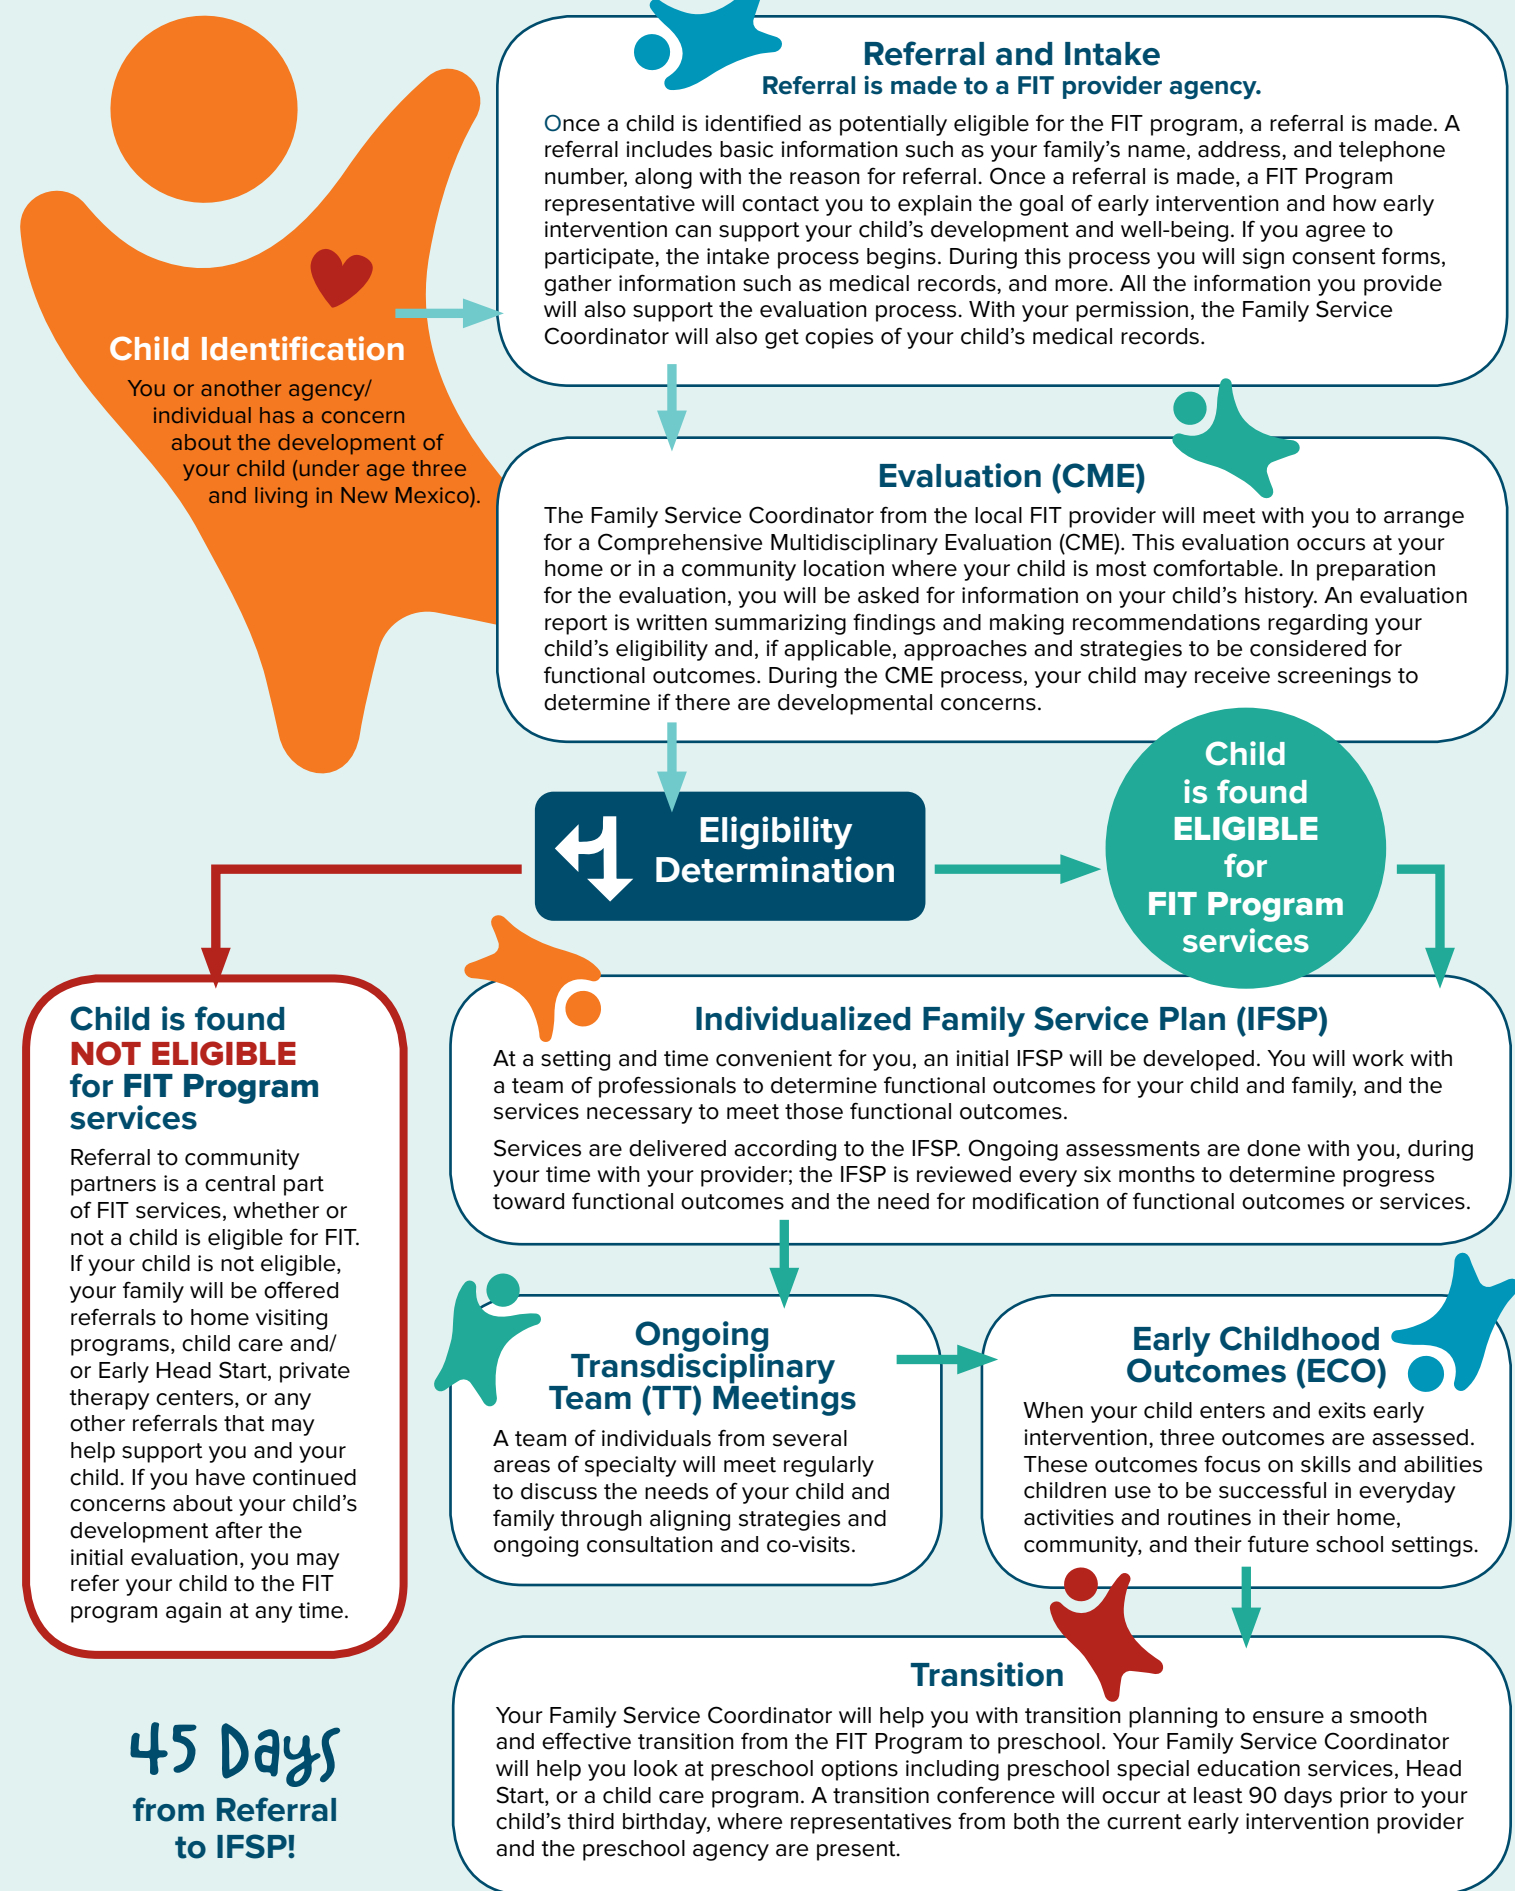 Child Identification
You or another agency/
individual has a concern
about the development of
your child (under age three
and living in New Mexico).
Referral and Intake
Referral is made to a FIT provider agency.
Once a child is identified as potentially eligible for the FIT program, a referral is made. A
referral includes basic information such as your family’s name, address, and telephone
number, along with the reason for referral. Once a referral is made, a FIT Program
representative will contact you to explain the goal of early intervention and how early
intervention can support your child’s development and well-being. If you agree to
participate, the intake process begins. During this process you will sign consent forms,
gather information such as medical records, and more. All the information you provide
will also support the evaluation process. With your permission, the Family Service
Coordinator will also get copies of your child’s medical records.
Evaluation (CME)
The Family Service Coordinator from the local FIT provider will meet with you to arrange
for a Comprehensive Multidisciplinary Evaluation (CME). This evaluation occurs at your
home or in a community location where your child is most comfortable. In preparation
for the evaluation, you will be asked for information on your child’s history. An evaluation
report is written summarizing findings and making recommendations regarding your
child’s eligibility and, if applicable, approaches and strategies to be considered for
functional outcomes. During the CME process, your child may receive screenings to
determine if there are developmental concerns.
Eligibility
Determination
Child
is found
ELIGIBLE
for
FIT Program
services
Child is found
NOT ELIGIBLE
for FIT Program
services
Referral to community
partners is a central part
of FIT services, whether or
not a child is eligible for FIT.
If your child is not eligible,
your family will be offered
referrals to home visiting
programs, child care and/
or Early Head Start, private
therapy centers, or any
other referrals that may
help support you and your
child. If you have continued
concerns about your child’s
development after the
initial evaluation, you may
refer your child to the FIT
program again at any time.
Individualized Family Service Plan (IFSP)
At a setting and time convenient for you, an initial IFSP will be developed. You will work with
a team of professionals to determine functional outcomes for your child and family, and the
services necessary to meet those functional outcomes.
Services are delivered according to the IFSP. Ongoing assessments are done with you, during
your time with your provider; the IFSP is reviewed every six months to determine progress
toward functional outcomes and the need for modification of functional outcomes or services.
Ongoing
Transdisciplinary
Team (TT) Meetings
A team of individuals from several
areas of specialty will meet regularly
to discuss the needs of your child and
family through aligning strategies and
ongoing consultation and co-visits.
Early Childhood
Outcomes (ECO)
When your child enters and exits early
intervention, three outcomes are assessed.
These outcomes focus on skills and abilities
children use to be successful in everyday
activities and routines in their home,
community, and their future school settings.
Transition
Your Family Service Coordinator will help you with transition planning to ensure a smooth
and effective transition from the FIT Program to preschool. Your Family Service Coordinator
will help you look at preschool options including preschool special education services, Head
Start, or a child care program. A transition conference will occur at least 90 days prior to your
child’s third birthday, where representatives from both the current early intervention provider
and the preschool agency are present.
45 Days
from Referral
to IFSP!